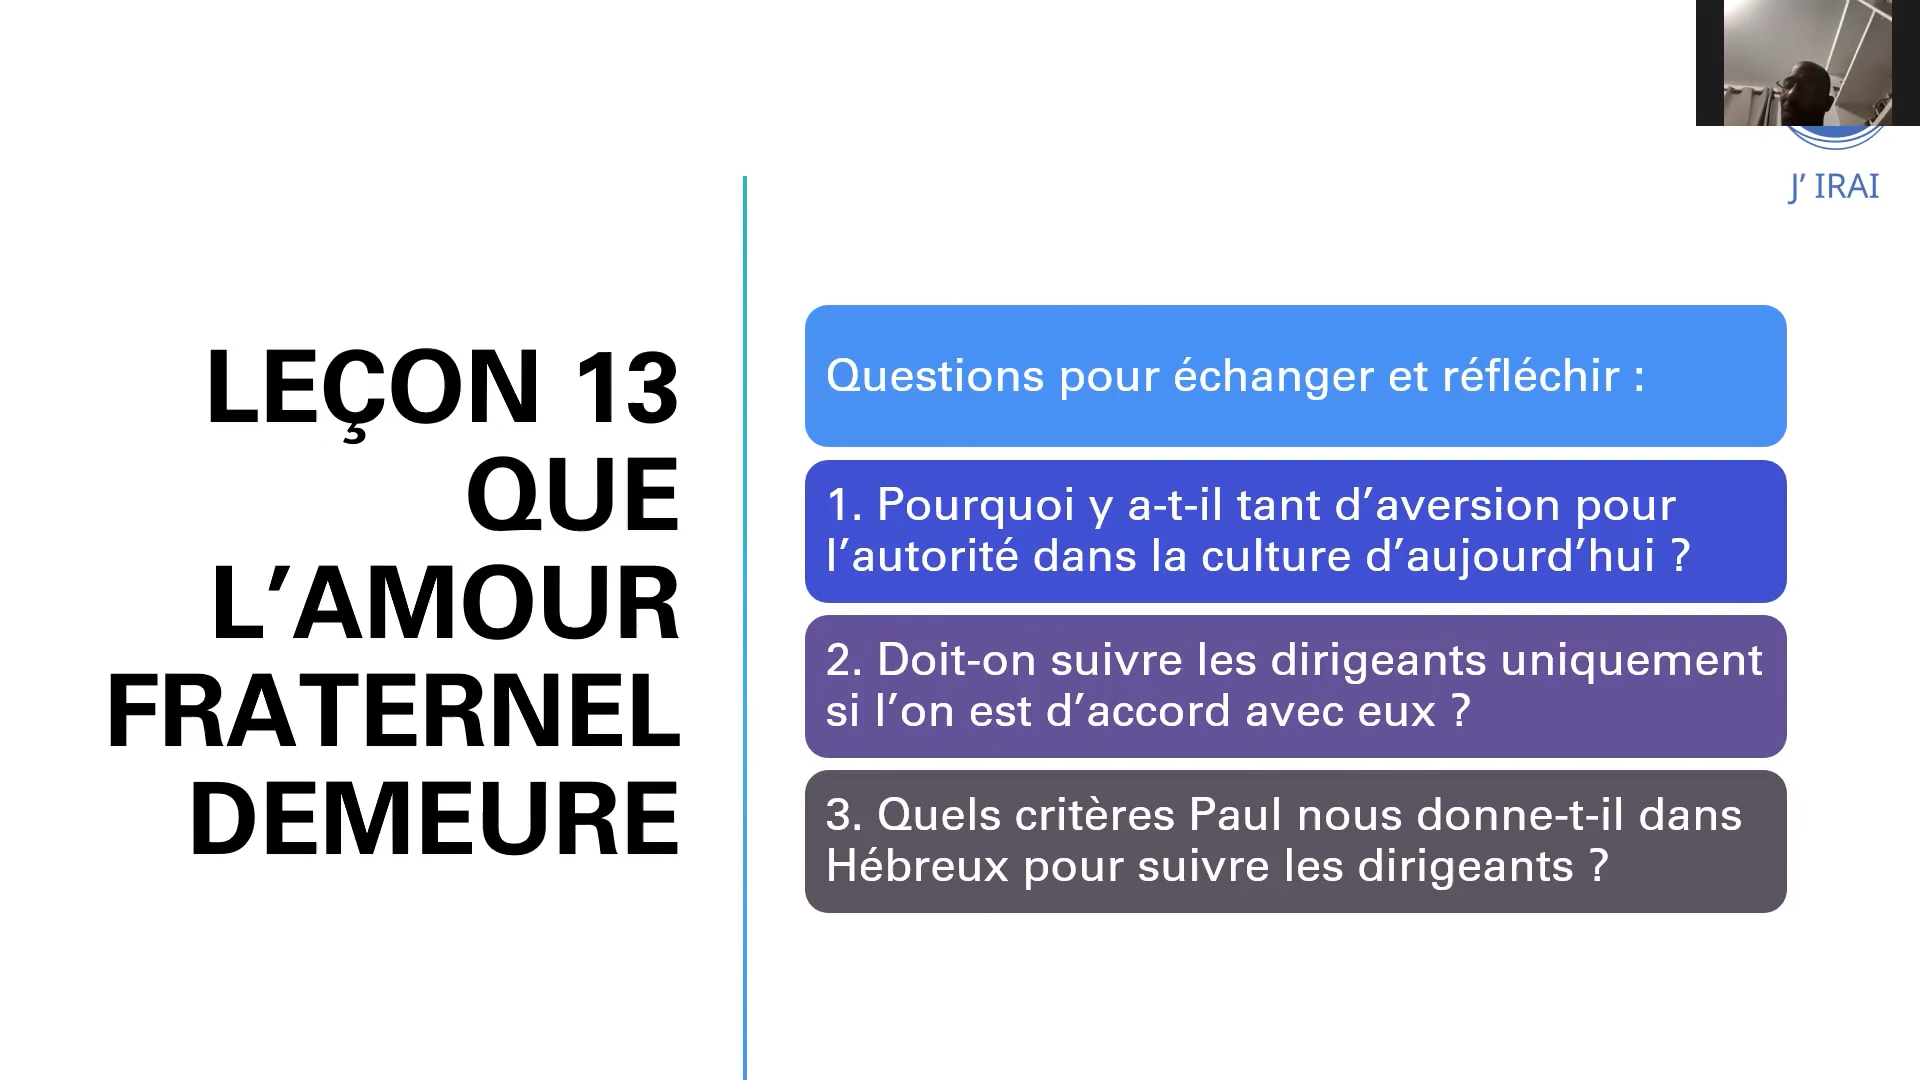 LEÇON 13
QUE
L’AMOUR
FRATERNEL
DEMEURE
J’ IRAI
Questions pour échanger et réfléchir :
1. Pourquoi y a-t-il tant d’aversion pour
l’autorité dans la culture d’aujourd’hui ?
2. Doit-on suivre les dirigeants uniquement
si l’on est d’accord avec eux ?
3. Quels critères Paul nous donne-t-il dans
Hébreux pour suivre les dirigeants ?